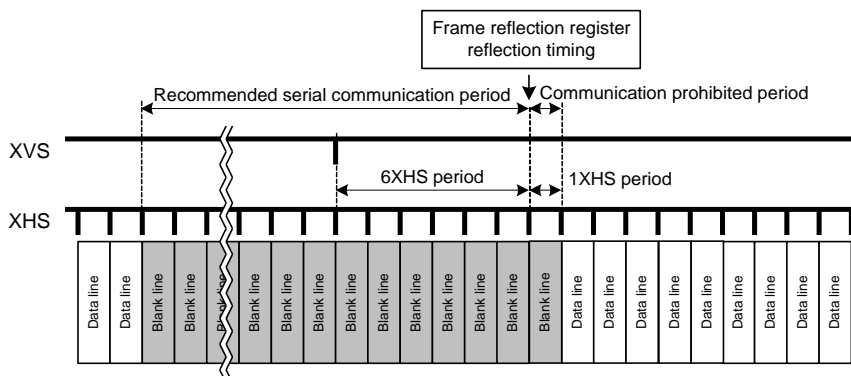 Frame reflection register
reflection timing
Recommended serial communication period
Communication prohibited period
XVS
6XHS period
1XHS period
XHS
Data line
Data line
Blank line
Blank line
Blank line
Blank line
Blank line
Blank line
Blank line
Blank line
Blank line
Blank line
Blank line
Blank line
Blank line
Data line
Data line
Data line
Data line
Data line
Data line
Data line
Data line
Data line